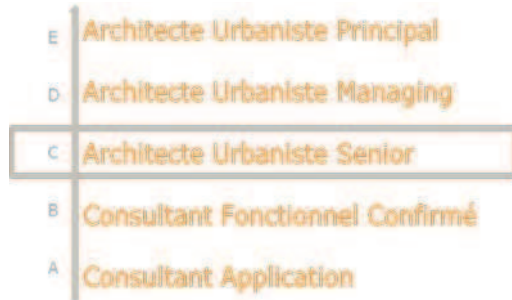 E Architecte Urbaniste Principal
D Architecte Urbaniste Managing
C Architecte Urbaniste Senior
B Consultant Fonctionnel Confirmé
A Consultant Application